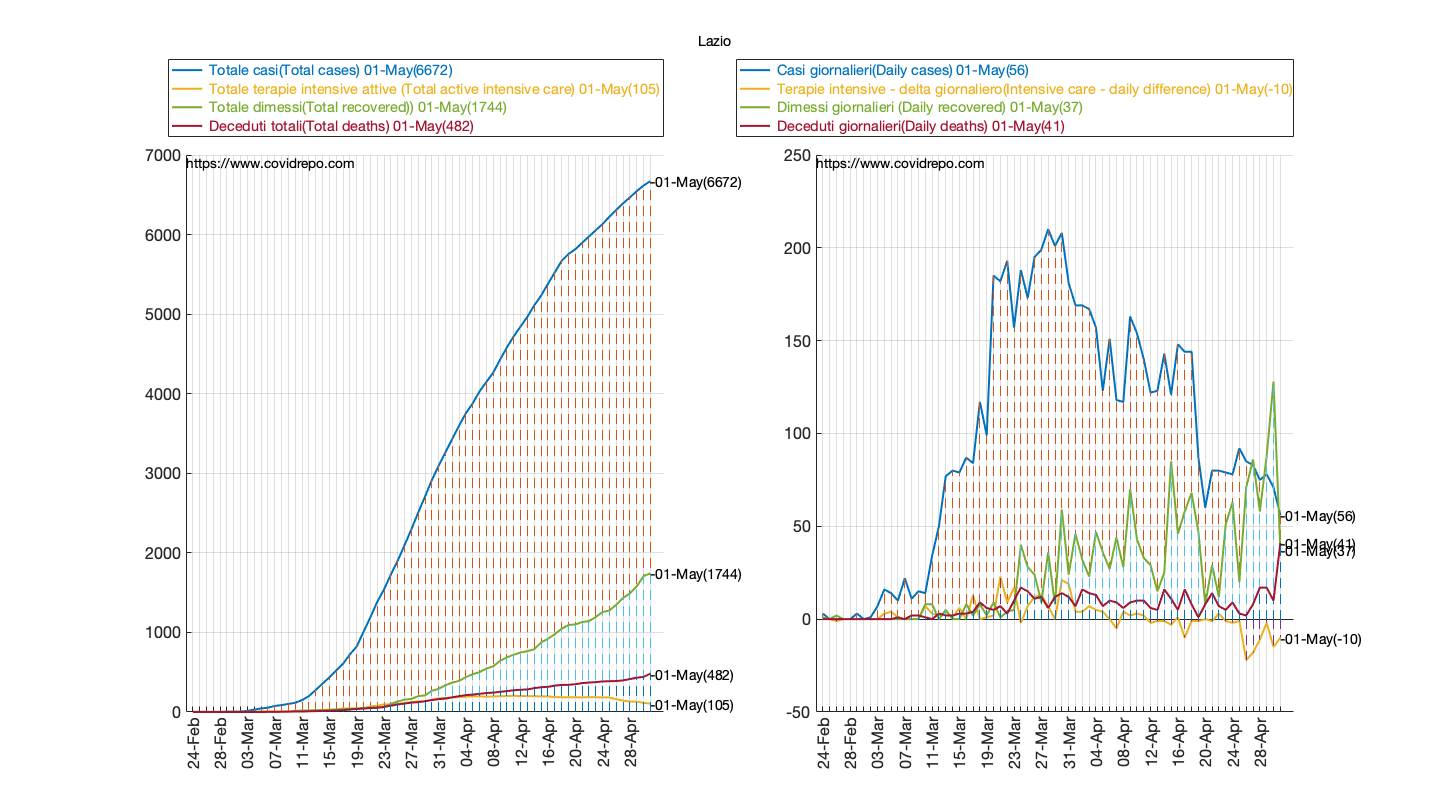 Lazio
Totale casi(Total cases) 01-May(6672)
Totale terapie intensive attive (Total active intensive care) 01-May(105)
Totale dimessi(Total recovered)) 01-May(1744)
Deceduti totali(Total deaths) 01-May(482)
Casi giornalieri(Daily cases) 01-May(56)
Terapie intensive - delta giornaliero(Intensive care - daily difference) 01-May(-10)
Dimessi giornalieri (Daily recovered) 01-May(37)
Deceduti giornalieri(Daily deaths) 01-May(41)
https://www.covidrepo.com
7000
6000
5000
4000
3000
2000
1000
0
01-May(6672)
01-May(1744)
01-May(482)
01-May(105)
24-Feb
28-Feb
03-Mar
07-Mar
11-Mar
15-Mar
19-Mar
23-Mar
27-Mar
31-Mar
04-Apr
08-Apr
12-Apr
16-Apr
20-Apr
24-Apr
28-Apr
https://www.covidrepo.com
250
200
150
100
50
0
-50
01-May(56)
01-May(41)
01-May(37)
01-May(-10)
24-Feb
28-Feb
03-Mar
07-Mar
11-Mar
15-Mar
19-Mar
23-Mar
27-Mar
31-Mar
04-Apr
08-Apr
12-Apr
16-Apr
20-Apr
24-Apr
28-Apr